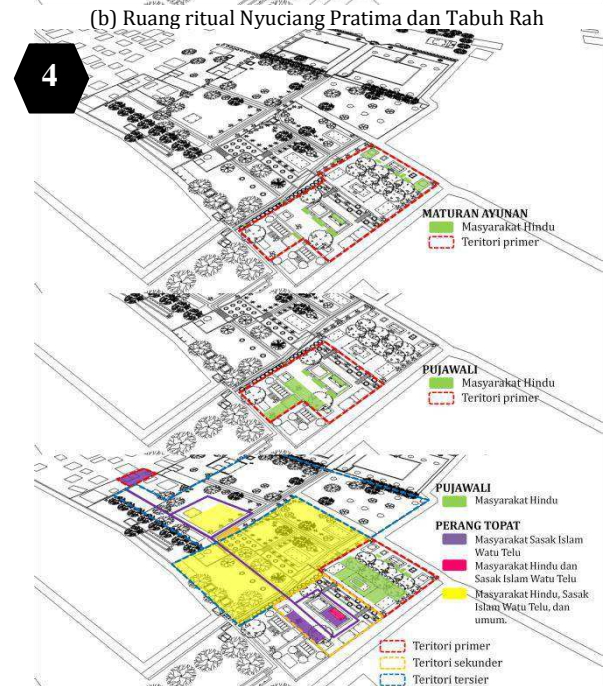 (b) Ruang ritual Nyuciang Pratima dan Tabuh Rah
4
MATURAN AYUNAN
Masyarakat Hindu
Teritori primer
PUJAWALI
Masyarakat Hindu
Teritori primer
PUJAWALI
Masyarakat Hindu
PERANG TOPAT
Masyarakat Sasak Islam
Watu Telu
Masyarakat Hindu dan
Sasak Islam Watu Telu
Masyarakat Hindu, Sasak
Islam Watu Telu, dan
umum.
Teritori primer
Teritori sekunder
Teritori tersier